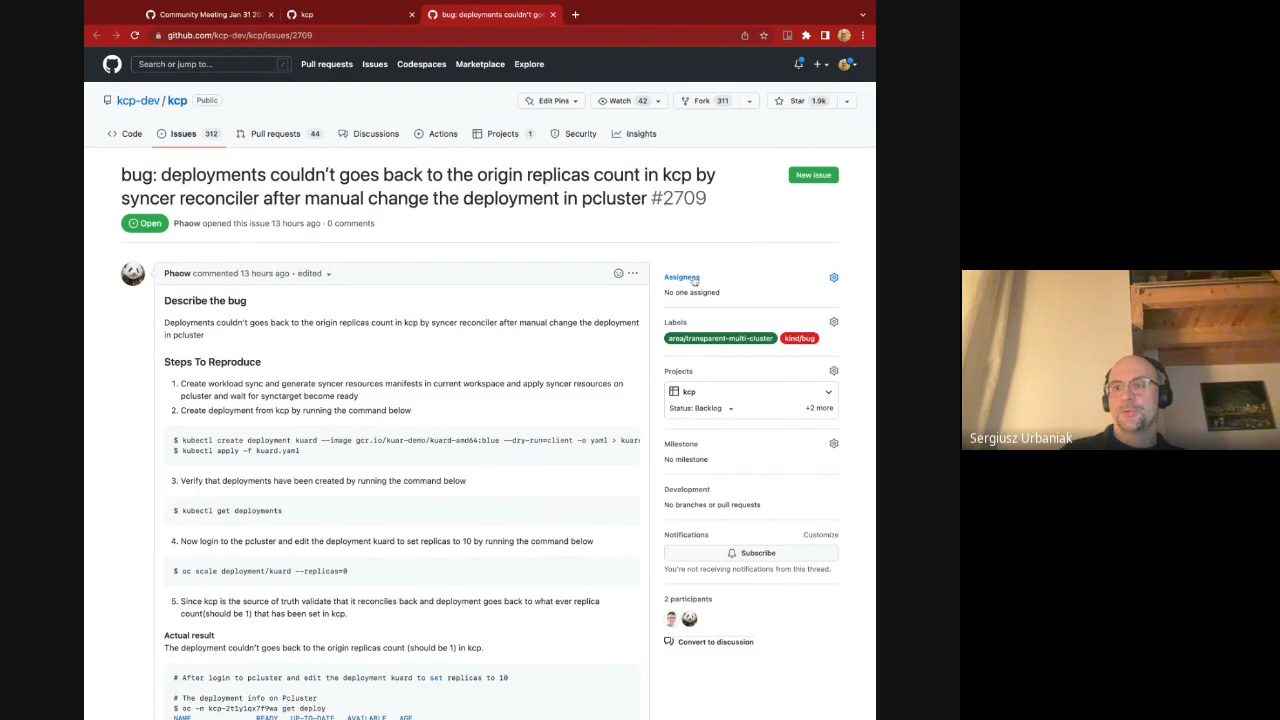 Community Meeting Jan 31 20
kcp
bug: deployments couldn't go
github.com/kcp-dev/kcp/issues/2709
Search or jump to...
/
Pull requests
Issues
Codespaces
Marketplace
Explore
kcp-dev / kcp
Public
Edit Pins
Watch 42
Fork 311
Star 1.9k
Code
Issues 312
Pull requests 44
Discussions
Actions
Projects 1
Security
Insights
bug: deployments couldn't goes back to the origin replicas count in kcp by
syncer reconciler after manual change the deployment in pcluster #2709
New issue
Open
Phaow opened this issue 13 hours ago · 0 comments
Phaow commented 13 hours ago • edited
Describe the bug
Deployments couldn't goes back to the origin replicas count in kcp by syncer reconciler after manual change the deployment
in pcluster
Steps To Reproduce
1. Create workload sync and generate syncer resources manifests in current workspace and apply syncer resources on
pcluster and wait for synctarget become ready
2. Create deployment from kcp by running the command below
$ kubectl create deployment kuard --image gcr.io/kuar-demo/kuard-amd64:blue --dry-run=client -o yaml > kuard
$ kubectl apply -f kuard.yaml
3. Verify that deployments have been created by running the command below
$ kubectl get deployments
4. Now login to the pcluster and edit the deployment kuard to set replicas to 10 by running the command below
$ oc scale deployment/kuard --replicas=0
5. Since kcp is the source of truth validate that it reconciles back and deployment goes back to what ever replica
count(should be 1) that has been set in kcp.
Actual result
The deployment couldn't goes back to the origin replicas count (should be 1) in kcp.
# After login to pcluster and edit the deployment kuard to set replicas to 10
# The deployment info on Pcluster
$ oc -n kcp-2t1y1qx7f9wa get deploy
NAME READY UP-TO-DATE AVAILABLE AGE
Assignees
No one assigned
Labels
area/transparent-multi-cluster
kind/bug
Projects
kcp
Status: Backlog
+2 more
Milestone
No milestone
Development
No branches or pull requests
Notifications
Customize
Subscribe
You're not receiving notifications from this thread.
2 participants
Convert to discussion
Sergiusz Urbaniak